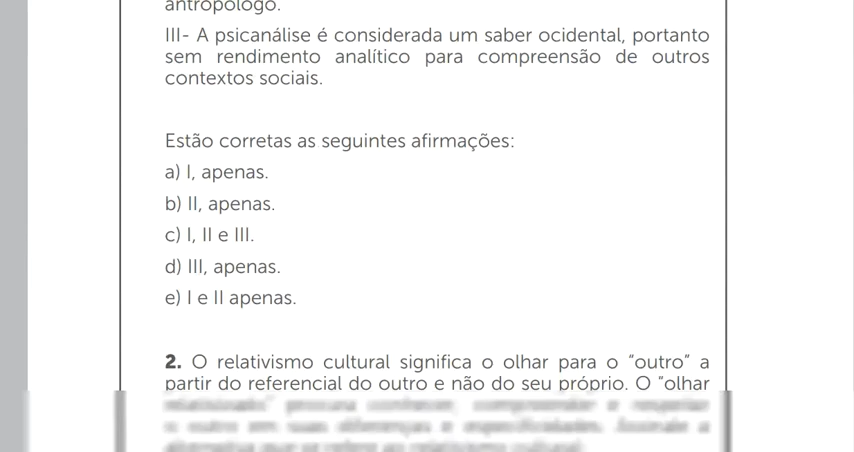 antropólogo.
III- A psicanálise é considerada um saber ocidental, portanto
sem rendimento analítico para compreensão de outros
contextos sociais.
Estão corretas as seguintes afirmações:
a) I, apenas.
b) II, apenas.
c) I, II e III.
d) III, apenas.
e) I e II apenas.
2. O relativismo cultural significa o olhar para o "outro" a
partir do referencial do outro e não do seu próprio. O "olhar